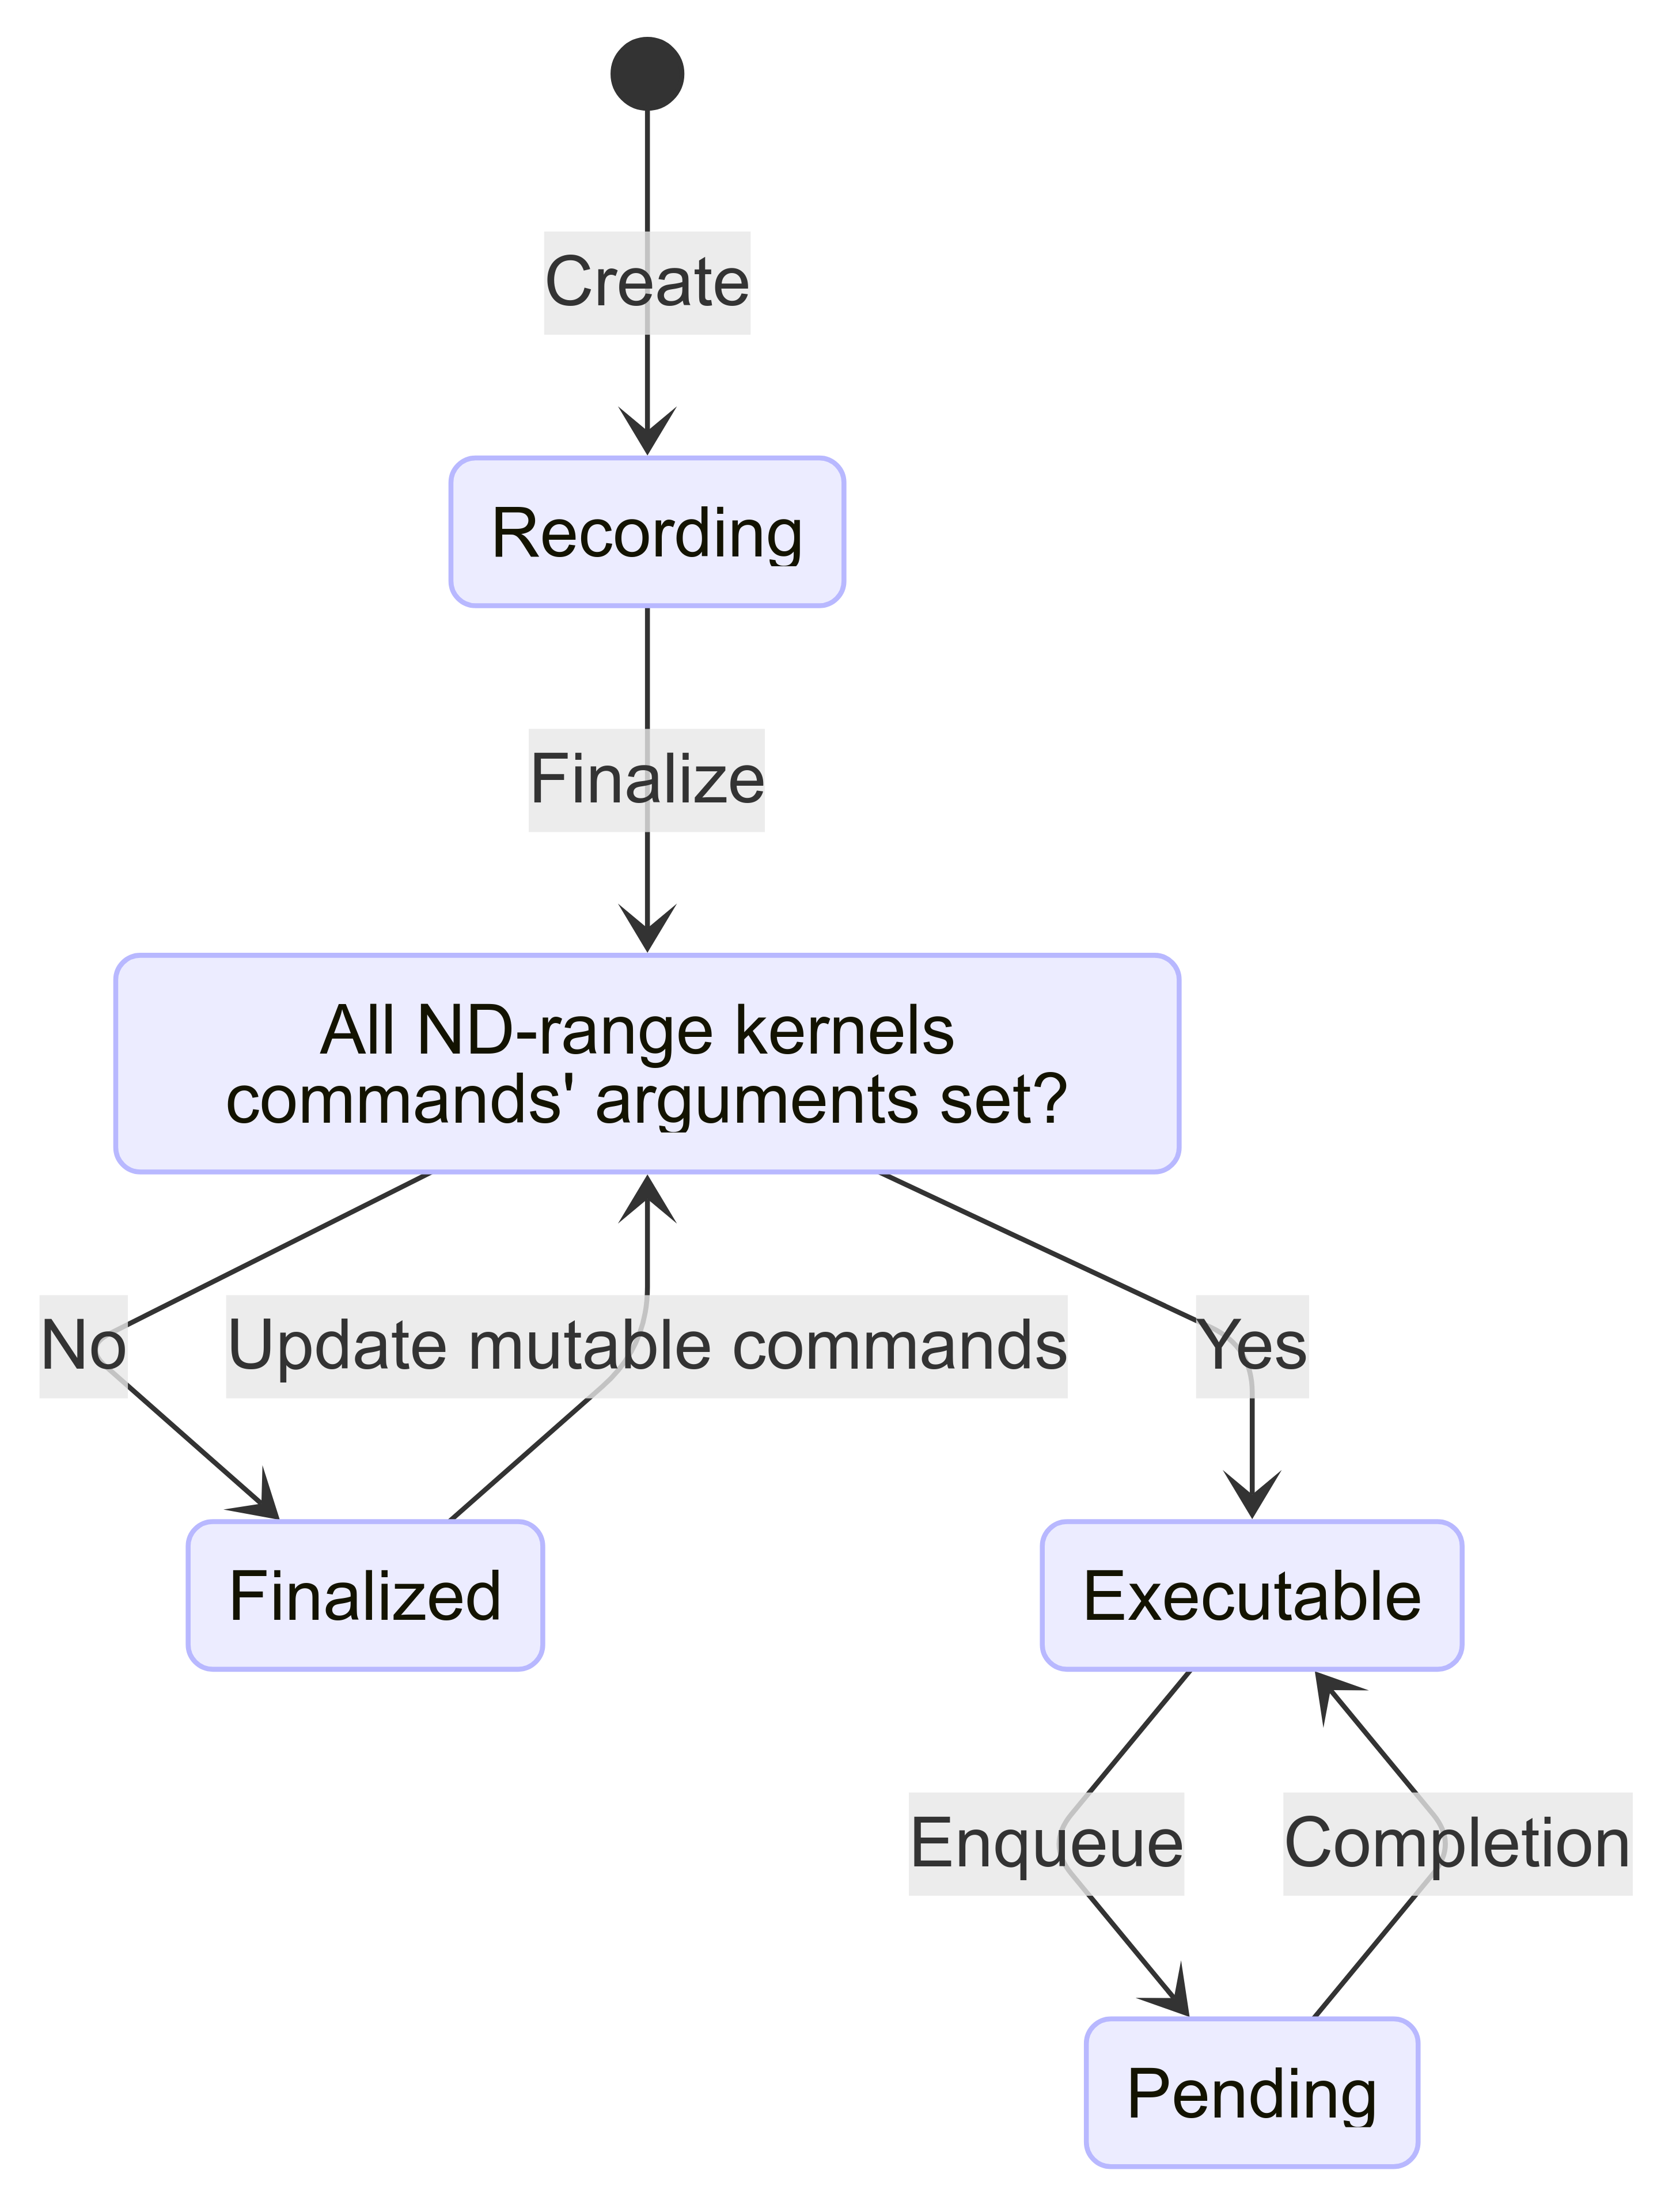 Create
Recording
Finalize
All ND-range kernels
commands' arguments set?
No
Update mutable commands
Yes
Finalized
Executable
Enqueue
Completion
Pending